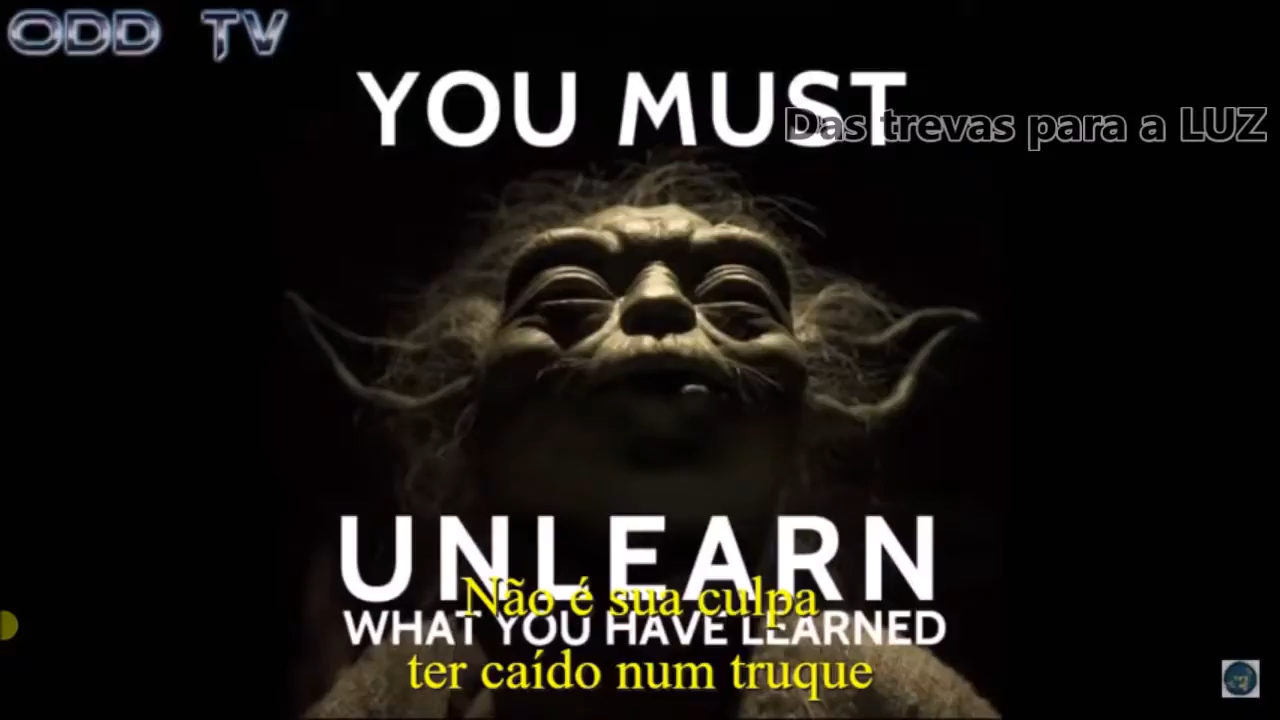 ODD TV
YOU MUST
Das trevas para a LUZ
UNLEARN
Não é sua culpa
WHAT YOU HAVE LEARNED
ter caído num truque